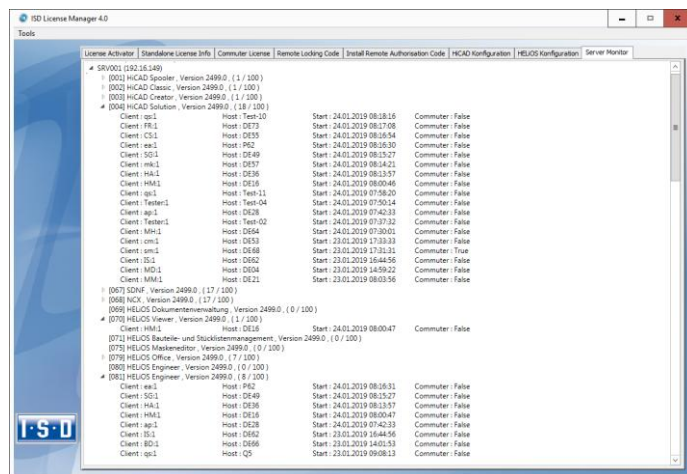 ISD License Manager 4.0
Tools
License Activator | Standalone License Info | Commuter License | Remote Locking Code | Install Remote Authorisation Code | HiCAD Konfiguration | HELiOS Konfiguration | Server Monitor
SRV001 (192.16.149)
[001] HiCAD Spooler , Version 2499.0 , ( 1 / 100 )
[002] HiCAD Classic , Version 2499.0 , ( 1 / 100 )
[003] HiCAD Creator , Version 2499.0 , ( 1 / 100 )
[004] HiCAD Solution , Version 2499.0 , ( 18 / 100 )
Client : qs:1 Host : Test-10 Start : 24.01.2019 08:18:16 Commuter : False
Client : FR:1 Host : DE73 Start : 24.01.2019 08:17:08 Commuter : False
Client : CS:1 Host : DE55 Start : 24.01.2019 08:16:54 Commuter : False
Client : ea:1 Host : P62 Start : 24.01.2019 08:16:30 Commuter : False
Client : SG:1 Host : DE49 Start : 24.01.2019 08:15:27 Commuter : False
Client : mk:1 Host : DE57 Start : 24.01.2019 08:14:21 Commuter : False
Client : HA:1 Host : DE36 Start : 24.01.2019 08:13:57 Commuter : False
Client : HM:1 Host : DE16 Start : 24.01.2019 08:00:46 Commuter : False
Client : qs:1 Host : Test-11 Start : 24.01.2019 07:58:20 Commuter : False
Client : Tester:1 Host : Test-04 Start : 24.01.2019 07:50:14 Commuter : False
Client : ap:1 Host : DE28 Start : 24.01.2019 07:42:33 Commuter : False
Client : Tester:1 Host : Test-02 Start : 24.01.2019 07:37:32 Commuter : False
Client : MH:1 Host : DE64 Start : 24.01.2019 07:30:01 Commuter : False
Client : cm:1 Host : DE53 Start : 23.01.2019 17:33:33 Commuter : False
Client : sm:1 Host : DE68 Start : 23.01.2019 17:31:31 Commuter : True
Client : IS:1 Host : DE62 Start : 23.01.2019 16:44:56 Commuter : False
Client : MD:1 Host : DE04 Start : 23.01.2019 14:59:22 Commuter : False
Client : MM:1 Host : DE21 Start : 23.01.2019 08:03:56 Commuter : False
[067] SDNF , Version 2499.0 , ( 17 / 100 )
[068] NCX , Version 2499.0 , ( 17 / 100 )
[069] HELiOS Dokumentenverwaltung , Version 2499.0 , ( 0 / 100 )
[070] HELiOS Viewer , Version 2499.0 , ( 1 / 100 )
Client : HM:1 Host : DE16 Start : 24.01.2019 08:00:47 Commuter : False
[071] HELiOS Bauteile- und Stücklistenmanagement , Version 2499.0 , ( 0 / 100 )
[075] HELiOS Maskeneditor , Version 2499.0 , ( 0 / 100 )
[079] HELiOS Office , Version 2499.0 , ( 7 / 100 )
[080] HELiOS Engineer , Version 2499.0 , ( 0 / 100 )
[081] HELiOS Engineer , Version 2499.0 , ( 8 / 100 )
Client : ea:1 Host : P62 Start : 24.01.2019 08:16:31 Commuter : False
Client : SG:1 Host : DE49 Start : 24.01.2019 08:15:27 Commuter : False
Client : HA:1 Host : DE36 Start : 24.01.2019 08:13:57 Commuter : False
Client : HM:1 Host : DE16 Start : 24.01.2019 08:00:47 Commuter : False
Client : ap:1 Host : DE28 Start : 24.01.2019 07:42:33 Commuter : False
Client : IS:1 Host : DE62 Start : 23.01.2019 16:44:56 Commuter : False
Client : BD:1 Host : DE66 Start : 23.01.2019 14:01:53 Commuter : False
Client : qs:1 Host : Q5 Start : 23.01.2019 09:08:13 Commuter : False
I·S·D